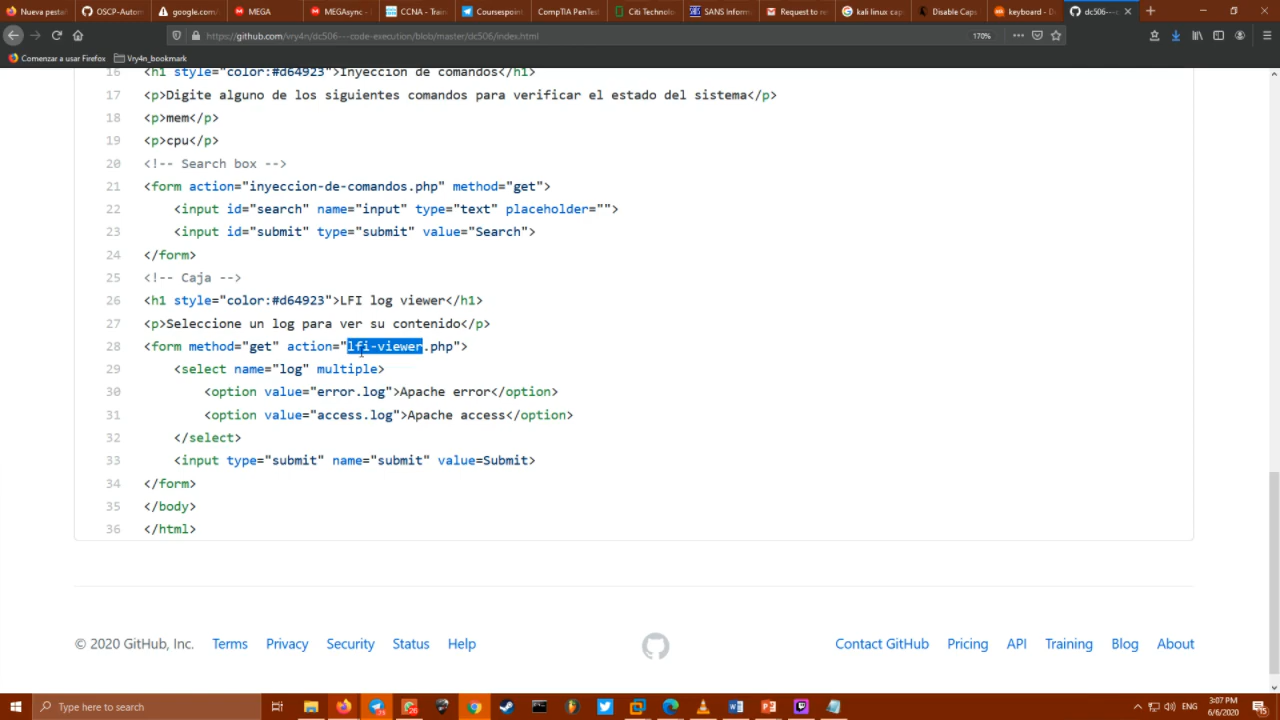 Nueva pestañ
OSCP-Autom
google.com/
MEGA
MEGAsync -
CCNA - Train
Coursespoint
CompTIA PenTest
Citi Technolo
SANS Inform
Request to re
kali linux cap
Disable Caps
keyboard - De
dc506---c
https://github.com/vry4n/dc506---code-execution/blob/master/dc506/index.html
170%
Comenzar a usar Firefox
Vry4n_bookmark
16 <h1 style="color:#d64923">Inyeccion de comandos</h1>
17 <p>Digite alguno de los siguientes comandos para verificar el estado del sistema</p>
18 <p>mem</p>
19 <p>cpu</p>
20 <!-- Search box -->
21 <form action="inyeccion-de-comandos.php" method="get">
22 <input id="search" name="input" type="text" placeholder="">
23 <input id="submit" type="submit" value="Search">
24 </form>
25 <!-- Caja -->
26 <h1 style="color:#d64923">LFI log viewer</h1>
27 <p>Seleccione un log para ver su contenido</p>
28 <form method="get" action="lfi-viewer.php">
29 <select name="log" multiple>
30 <option value="error.log">Apache error</option>
31 <option value="access.log">Apache access</option>
32 </select>
33 <input type="submit" name="submit" value=Submit>
34 </form>
35 </body>
36 </html>
© 2020 GitHub, Inc. Terms Privacy Security Status Help
Contact GitHub Pricing API Training Blog About
Type here to search
ENG
3:07 PM
6/6/2020